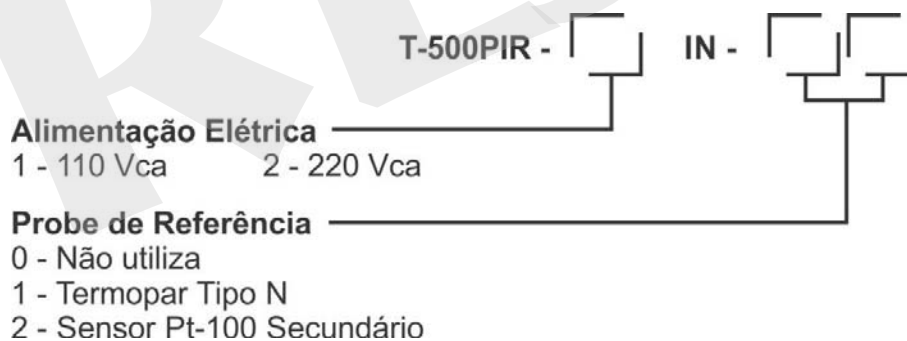 T-500PIR - IN -
Alimentação Elétrica
1 - 110 Vca 2 - 220 Vca
Probe de Referência
0 - Não utiliza
1 - Termopar Tipo N
2 - Sensor Pt-100 Secundário